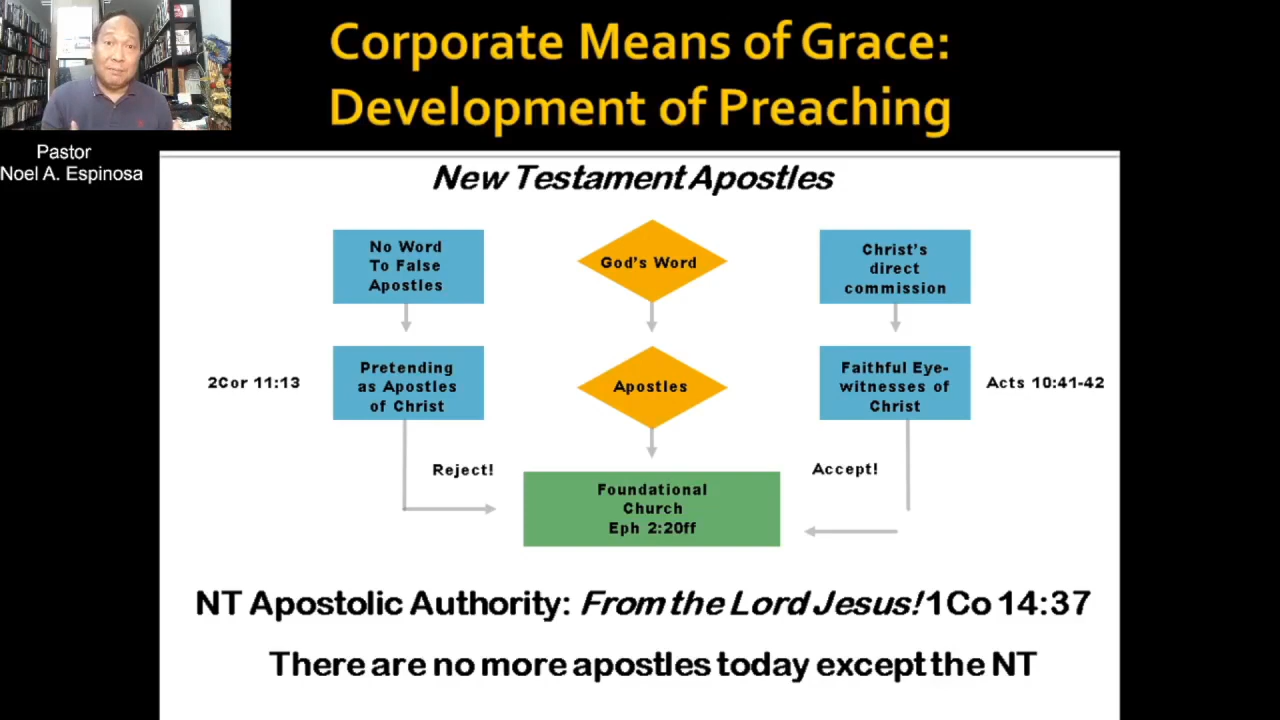 Corporate Means of Grace:
Development of Preaching
Pastor
Noel A. Espinosa
New Testament Apostles
No Word
To False
Apostles
God's Word
Christ's
direct
commission
2Cor 11:13
Pretending
as Apostles
of Christ
Apostles
Faithful Eye-
witnesses of
Christ
Acts 10:41-42
Reject!
Accept!
Foundational
Church
Eph 2:20ff
NT Apostolic Authority: From the Lord Jesus! 1Co 14:37
There are no more apostles today except the NT